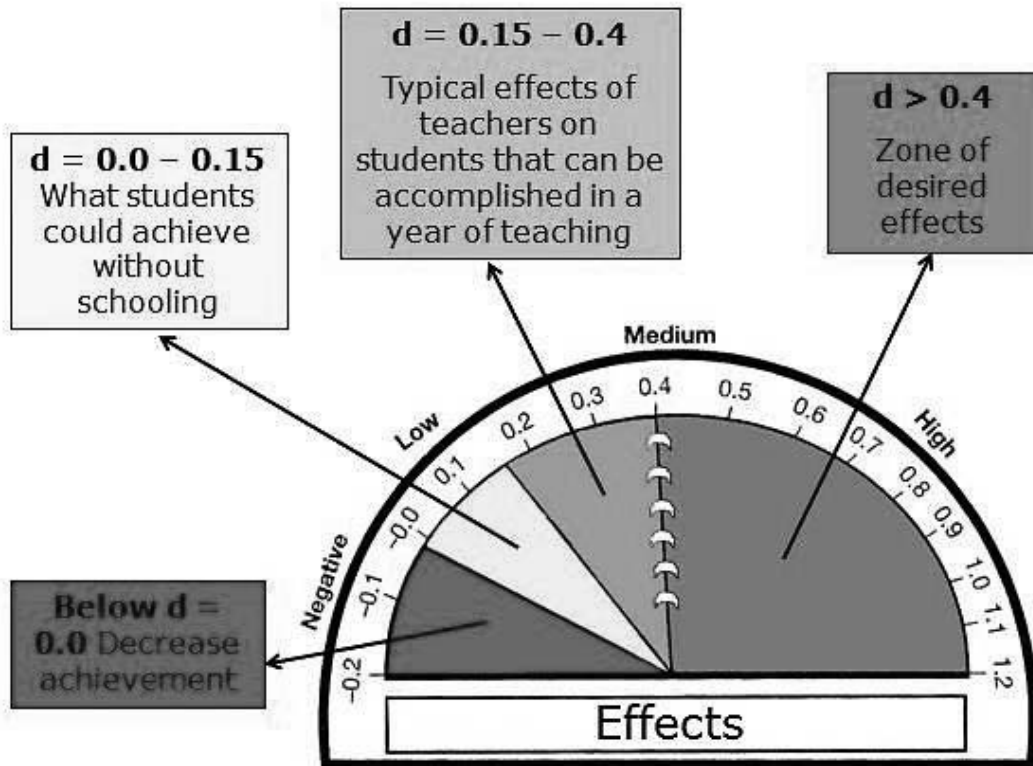 d = 0.15 – 0.4
Typical effects of
teachers on
students that can be
accomplished in a
year of teaching
d > 0.4
Zone of
desired
effects
d = 0.0 – 0.15
What students
could achieve
without
schooling
Below d =
0.0 Decrease
achievement
Negative
Low
Medium
High
–0.2
–0.1
–0.0
0.1
0.2
0.3
0.4
0.5
0.6
0.7
0.8
0.9
1.0
1.1
1.2
Effects